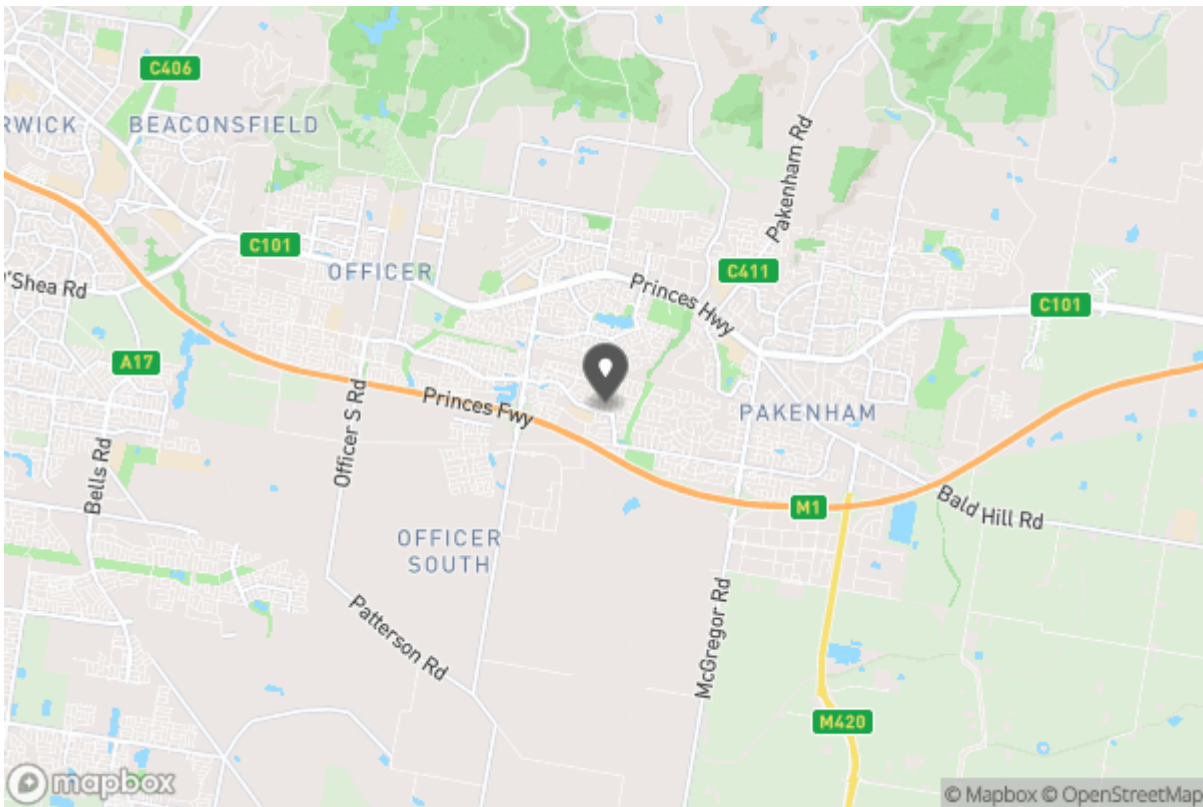 C406
RWICK
BEACONSFIELD
Pakenham Rd
C101
OFFICER
C411
O'Shea Rd
Princes Hwy
C101
A17
Princes Fwy
Officer S Rd
PAKENHAM
Bells Rd
M1
Bald Hill Rd
OFFICER
SOUTH
Patterson Rd
McGregor Rd
M420
mapbox
© Mapbox © OpenStreetMap